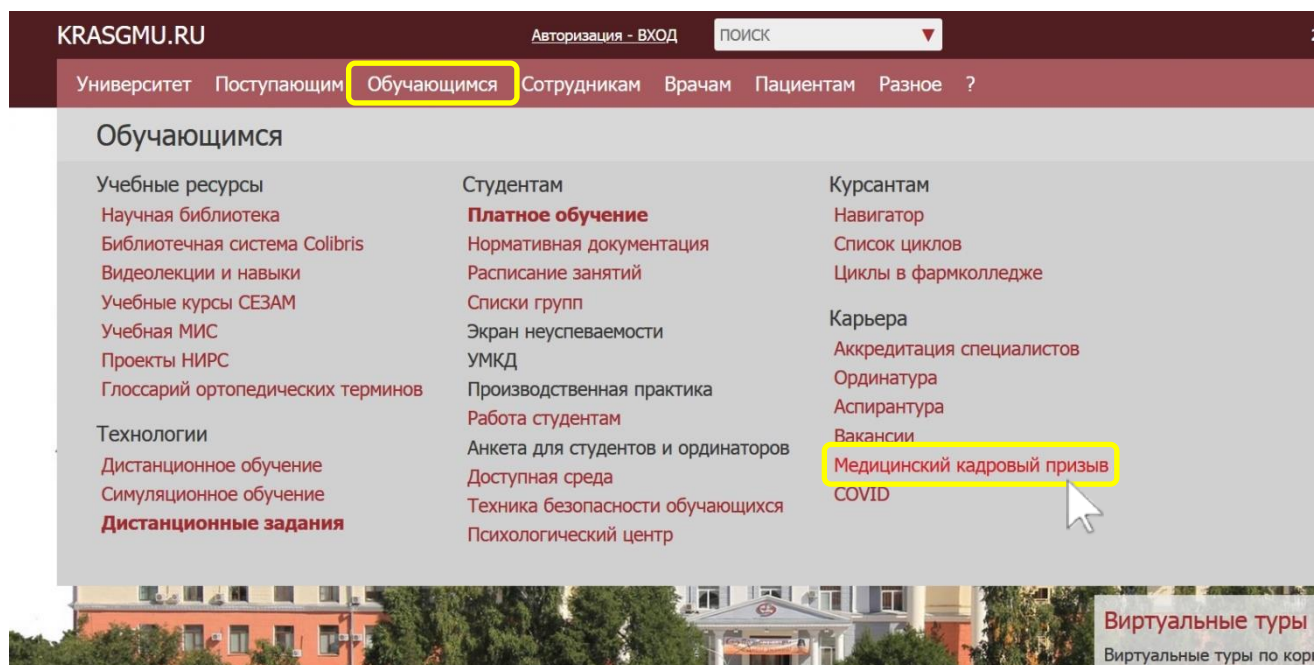 KRASGMU.RU
Авторизация - ВХОД
ПОИСК
Университет Поступающим Обучающимся Сотрудникам Врачам Пациентам Разное ?
Обучающимся
Учебные ресурсы
Научная библиотека
Библиотечная система Colibris
Видеолекции и навыки
Учебные курсы СЕЗАМ
Учебная МИС
Проекты НИРС
Глоссарий ортопедических терминов
Технологии
Дистанционное обучение
Симуляционное обучение
Дистанционные задания
Студентам
Платное обучение
Нормативная документация
Расписание занятий
Списки групп
Экран неуспеваемости
УМКД
Производственная практика
Работа студентам
Анкета для студентов и ординаторов
Доступная среда
Техника безопасности обучающихся
Психологический центр
Курсантам
Навигатор
Список циклов
Циклы в фармколледже
Карьера
Аккредитация специалистов
Ординатура
Аспирантура
Вакансии
Медицинский кадровый призыв
COVID
Виртуальные туры
Виртуальные туры по